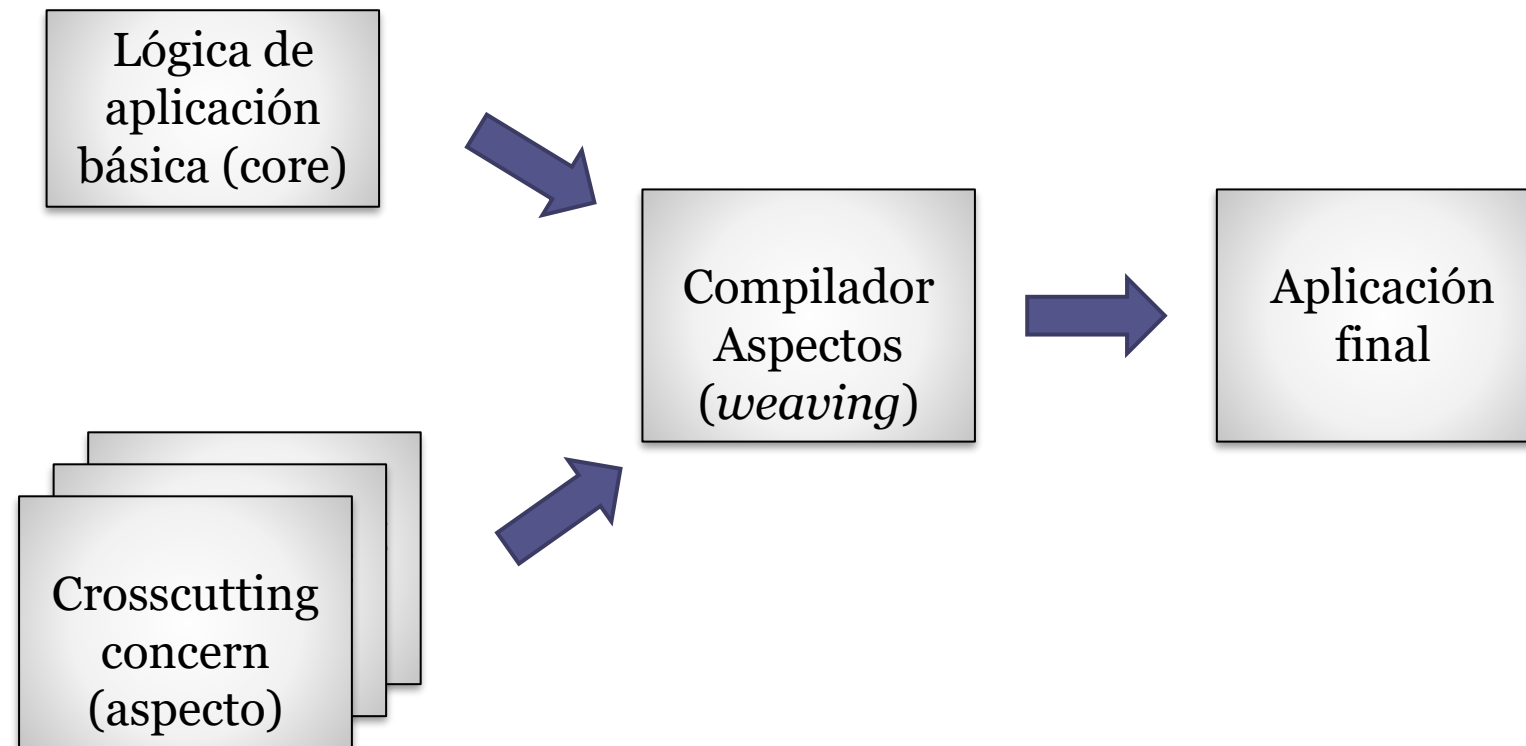 Lógica de
aplicación
básica (core)
Compilador
Aspectos
(weaving)
Aplicación
final
Crosscutting
concern
(aspecto)